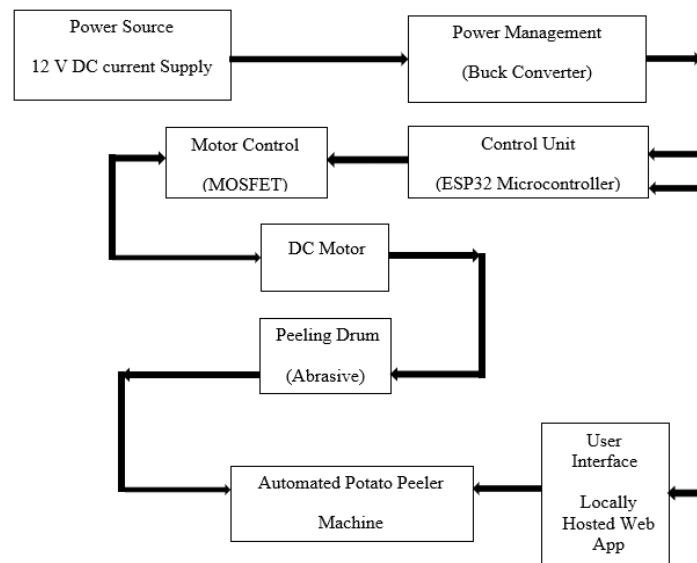 Power Source
12 V DC current Supply
Power Management
(Buck Converter)
Motor Control
(MOSFET)
Control Unit
(ESP32 Microcontroller)
DC Motor
Peeling Drum
(Abrasive)
Automated Potato Peeler
Machine
User
Interface
Locally
Hosted Web
App